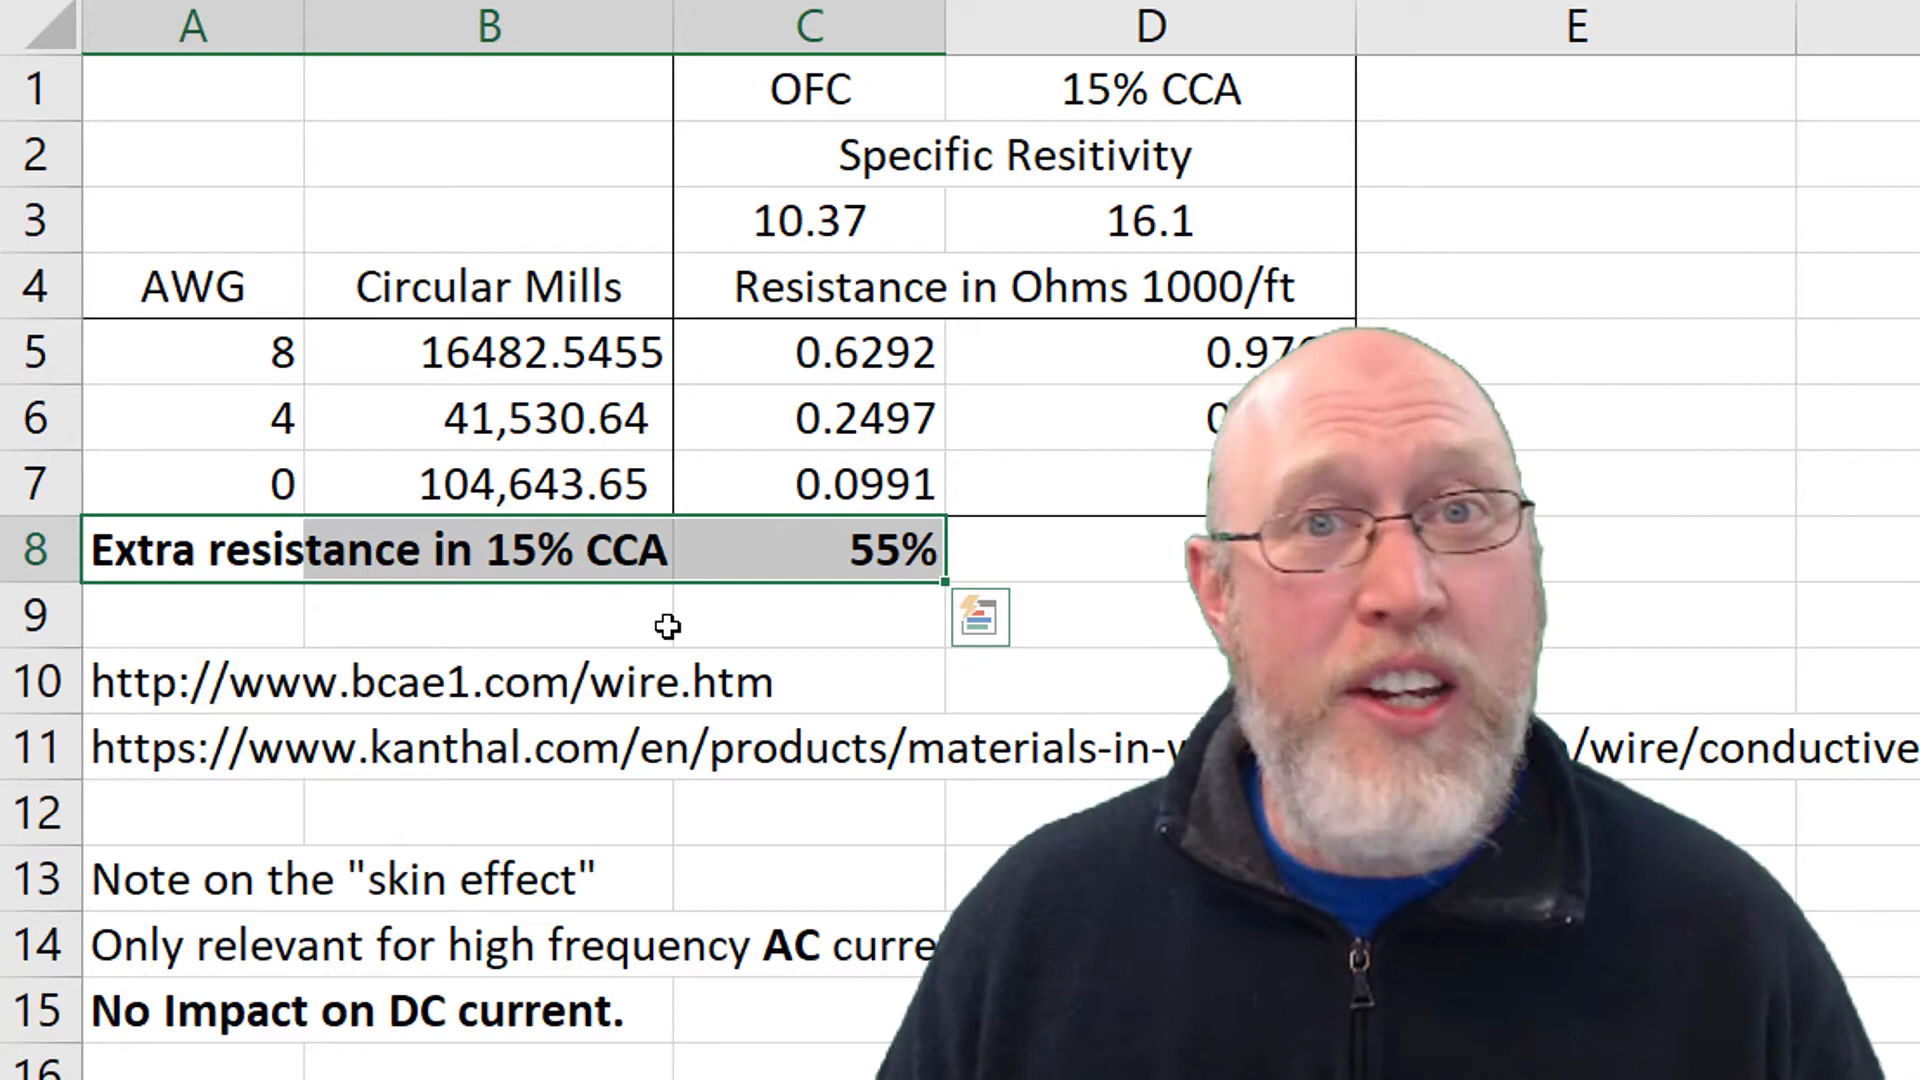 A B C D E
1 OFC 15% CCA
2 Specific Resitivity
3 10.37 16.1
4 AWG Circular Mills Resistance in Ohms 1000/ft
5 8 16482.5455 0.6292
6 4 41,530.64 0.2497
7 0 104,643.65 0.0991
8 Extra resistance in 15% CCA 55%
9
10 http://www.bcae1.com/wire.htm
11 https://www.kanthal.com/en/products/materials-in- /wire/conductive
12
13 Note on the "skin effect"
14 Only relevant for high frequency AC
15 No Impact on DC current.
16